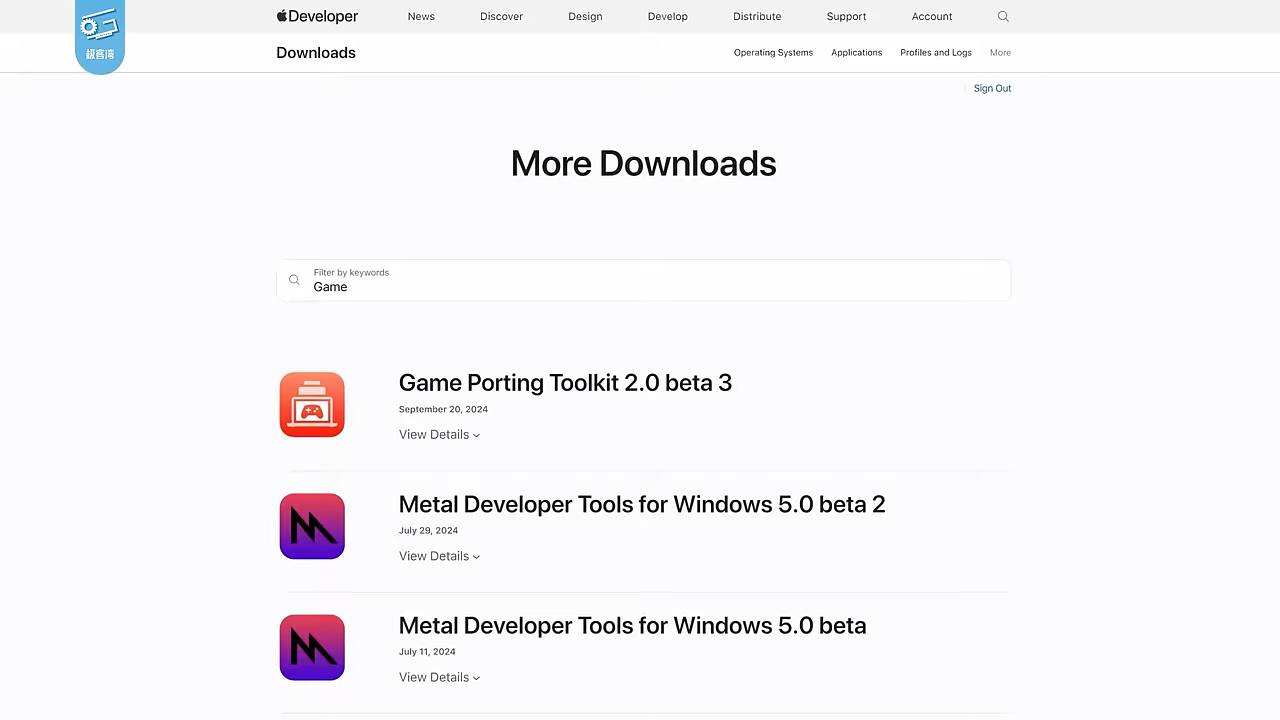 极客湾
Developer News Discover Design Develop Distribute Support Account
Downloads Operating Systems Applications Profiles and Logs More
Sign Out
More Downloads
Filter by keywords
Game
Game Porting Toolkit 2.0 beta 3
September 20, 2024
View Details
Metal Developer Tools for Windows 5.0 beta 2
July 29, 2024
View Details
Metal Developer Tools for Windows 5.0 beta
July 11, 2024
View Details